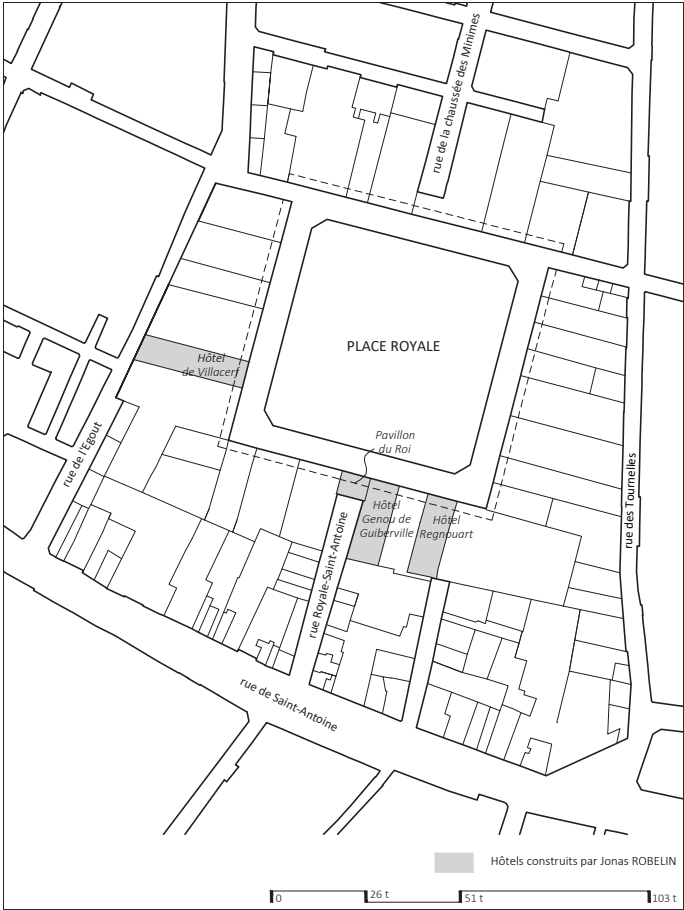 rue de la chaussée des Minimes
PLACE ROYALE
Hôtel
de Villacerf
Pavillon
du Roi
rue de l'Egout
Hôtel
Genou de
Guiberville
Hôtel
Regnouart
rue des Tournelles
rue Royale-Saint-Antoine
rue de Saint-Antoine
Hôtels construits par Jonas ROBELIN
0
26 t
51 t
103 t